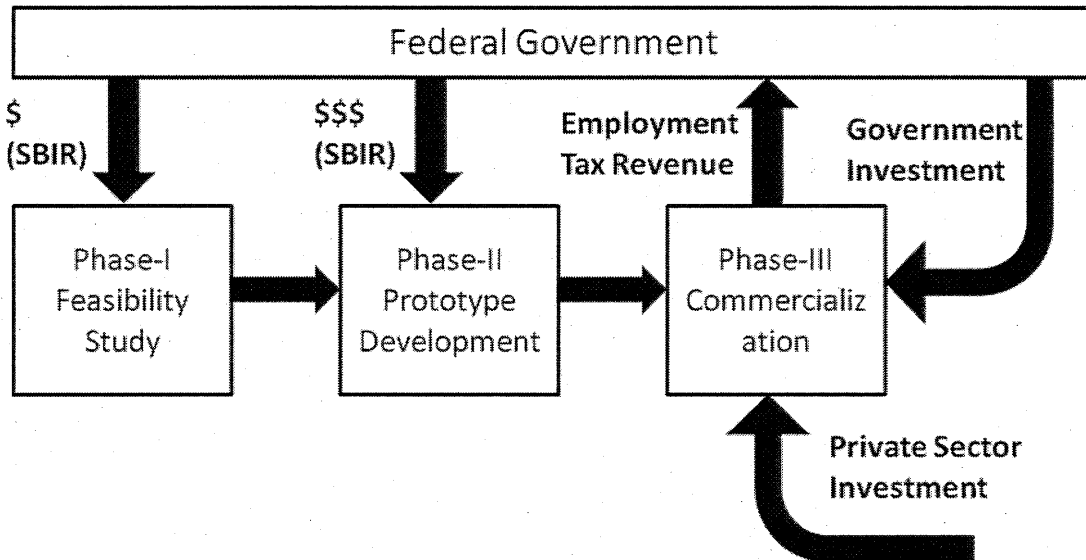 Federal Government
$
(SBIR)
$$$
(SBIR)
Employment
Tax Revenue
Government
Investment
Phase-I
Feasibility
Study
Phase-II
Prototype
Development
Phase-III
Commercializ
ation
Private Sector
Investment